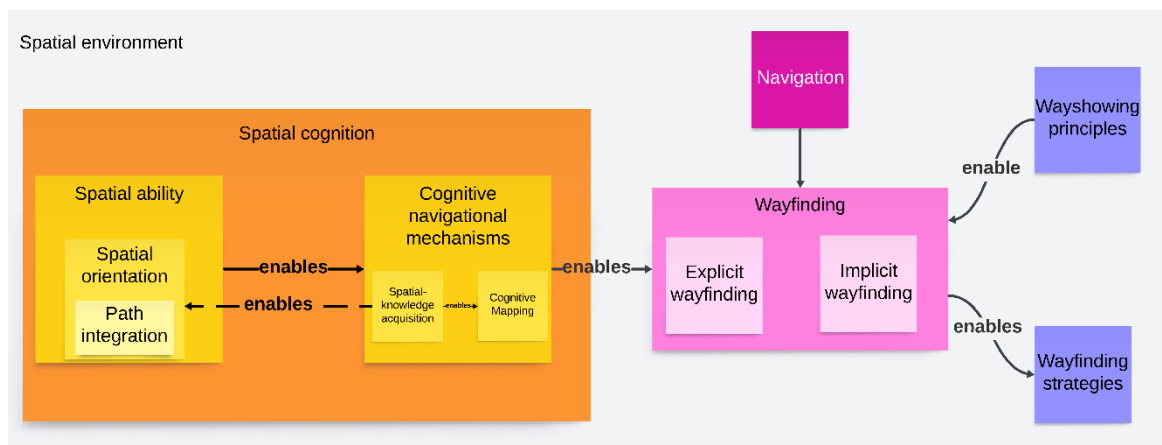 Spatial environment
Navigation
Wayshowing
principles
enable
Spatial cognition
Spatial ability
Spatial
orientation
Path
integration
enables
enables
Cognitive
navigational
mechanisms
Spatial-
knowledge
acquisition
enables
Cognitive
Mapping
enables
Wayfinding
Explicit
wayfinding
Implicit
wayfinding
enables
Wayfinding
strategies